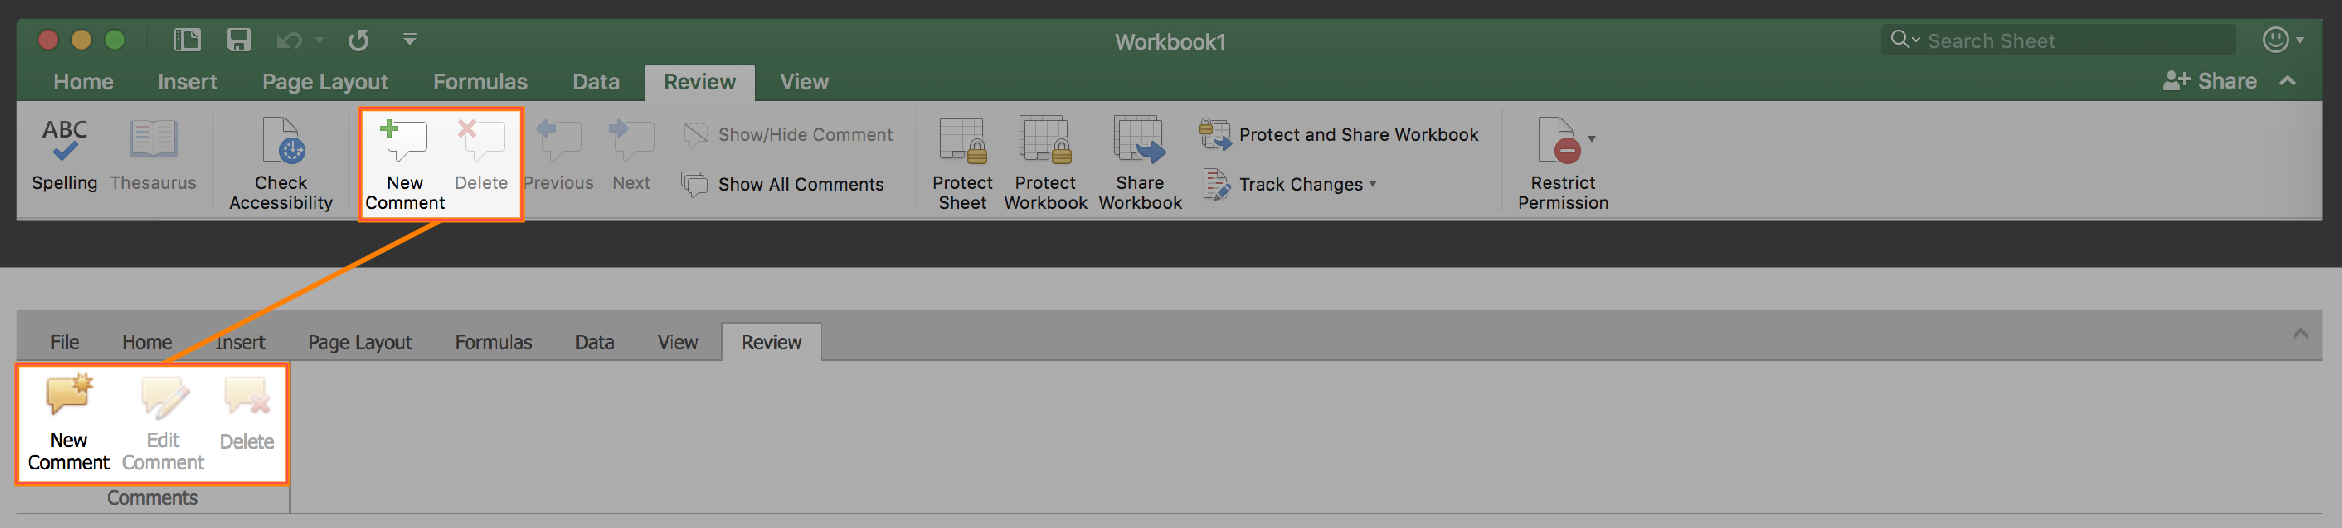 Workbook1
Search Sheet
Home Insert Page Layout Formulas Data Review View
Share
ABC
Spelling
Thesaurus
Check
Accessibility
New
Comment
Delete
Previous
Next
Show/Hide Comment
Show All Comments
Protect
Sheet
Protect
Workbook
Share
Workbook
Protect and Share Workbook
Track Changes
Restrict
Permission
File Home Insert Page Layout Formulas Data View Review
New
Comment
Edit
Comment
Delete
Comments